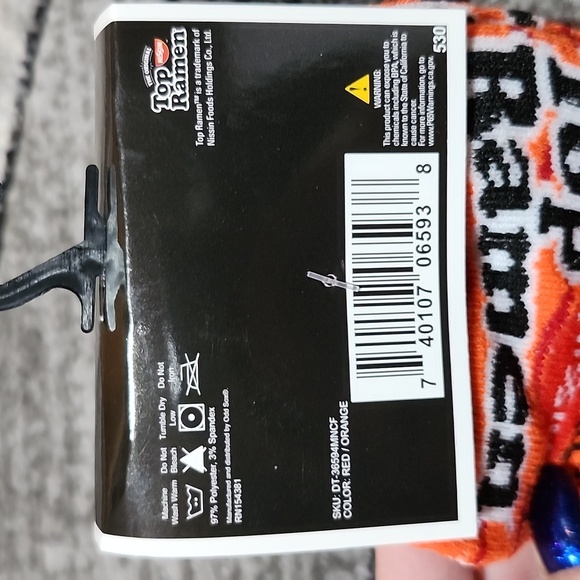 THE ORIGINAL
Top
Ramen
Top Ramen™ is a trademark of
Nissin Foods Holdings Co., Ltd.
WARNING:
This product can expose you to
chemicals including BPA, which is
known to the State of California to
cause cancer.
For more information, go to
www.P65Warnings.ca.gov.
530
Machine
Wash Warm
Do Not
Bleach
Tumble Dry
Low
Do Not
Iron
97% Polyester, 3% Spandex
Manufactured and distributed by Odd Sox®.
RN154381
SKU: DT-36594MNCF
COLOR: RED / ORANGE
7 40107 06593 8
Top
Ramen